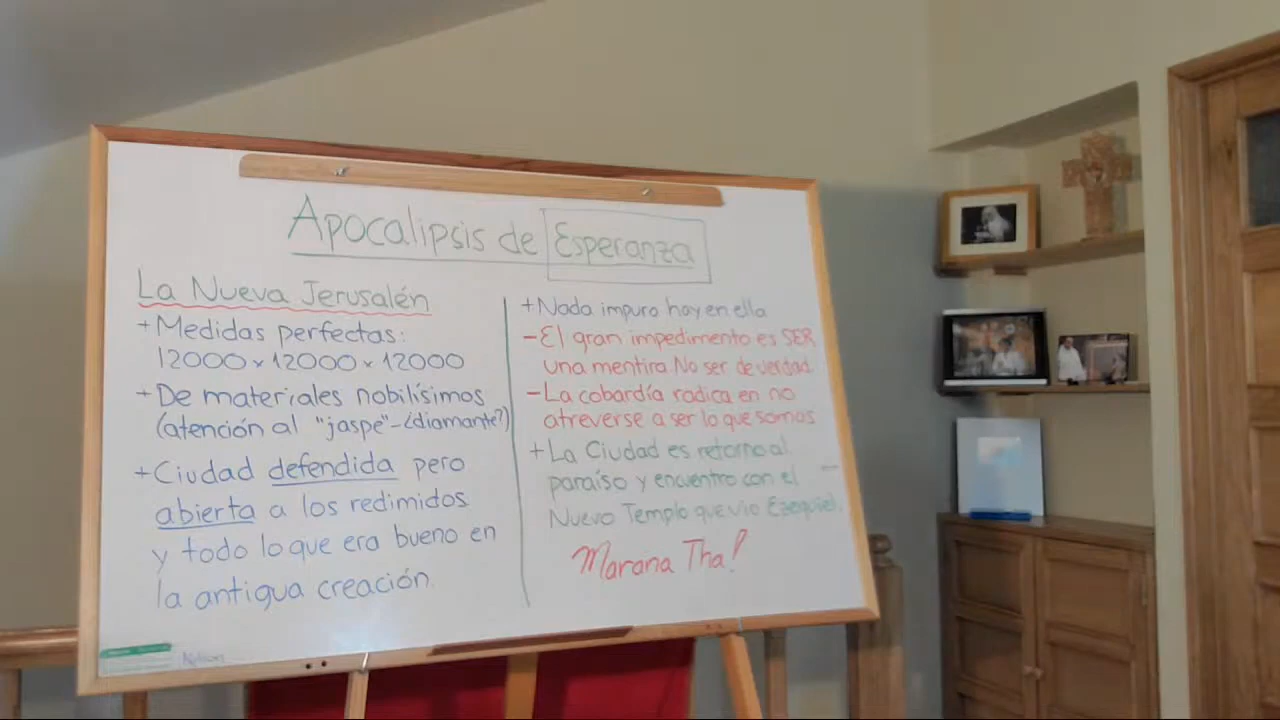 Apocalipsis de Esperanza
La Nueva Jerusalén
+ Medidas perfectas:
12000 x 12000 x 12000
+ De materiales nobilísimos
(atención al "jaspe" - ¿diamante?)
+ Ciudad defendida pero
abierta a los redimidos
y todo lo que era bueno en
la antigua creación.
+ Nada impuro hay en ella
- El gran impedimento es SER
una mentira. No ser de verdad.
- La cobardía radica en no
atreverse a ser lo que somos
+ La Ciudad es retorno al
paraíso y encuentro con el
Nuevo Templo que vio Ezequiel.
Marana Tha!